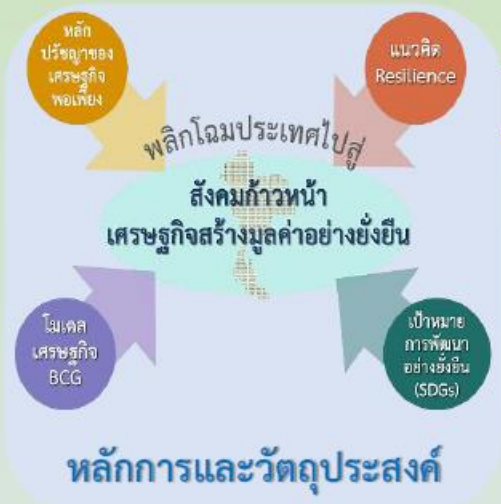 หลัก
ปรัชญาของ
เศรษฐกิจ
พอเพียง
แนวคิด
Resilience
พลิกโฉมประเทศไปสู่
สังคมก้าวหน้า
เศรษฐกิจสร้างมูลค่าอย่างยั่งยืน
โมเดล
เศรษฐกิจ
BCG
เป้าหมาย
การพัฒนา
อย่างยั่งยืน
(SDGs)
หลักการและวัตถุประสงค์